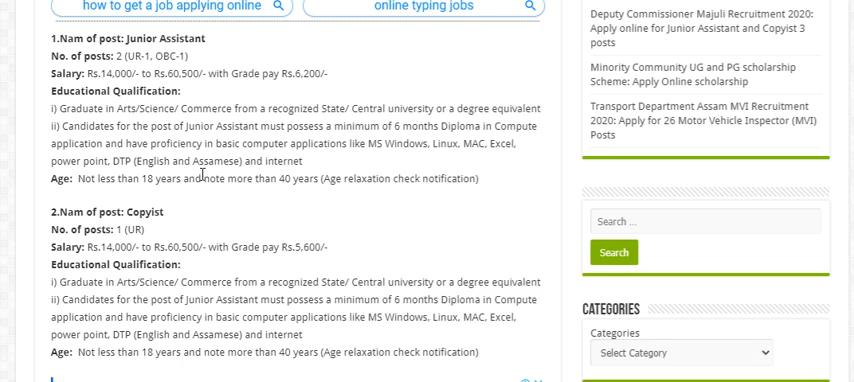 how to get a job applying online
online typing jobs
1.Nam of post: Junior Assistant
No. of posts: 2 (UR-1, OBC-1)
Salary: Rs.14,000/- to Rs.60,500/- with Grade pay Rs.6,200/-
Educational Qualification:
i) Graduate in Arts/Science/ Commerce from a recognized State/ Central university or a degree equivalent
ii) Candidates for the post of Junior Assistant must possess a minimum of 6 months Diploma in Compute
application and have proficiency in basic computer applications like MS Windows, Linux, MAC, Excel,
power point, DTP (English and Assamese) and internet
Age: Not less than 18 years and note more than 40 years (Age relaxation check notification)
2.Nam of post: Copyist
No. of posts: 1 (UR)
Salary: Rs.14,000/- to Rs.60,500/- with Grade pay Rs.5,600/-
Educational Qualification:
i) Graduate in Arts/Science/ Commerce from a recognized State/ Central university or a degree equivalent
ii) Candidates for the post of Junior Assistant must possess a minimum of 6 months Diploma in Compute
application and have proficiency in basic computer applications like MS Windows, Linux, MAC, Excel,
power point, DTP (English and Assamese) and internet
Age: Not less than 18 years and note more than 40 years (Age relaxation check notification)
Deputy Commissioner Majuli Recruitment 2020:
Apply online for Junior Assistant and Copyist 3
posts
Minority Community UG and PG scholarship
Scheme: Apply Online scholarship
Transport Department Assam MVI Recruitment
2020: Apply for 26 Motor Vehicle Inspector (MVI)
Posts
Search ...
Search
CATEGORIES
Categories
Select Category